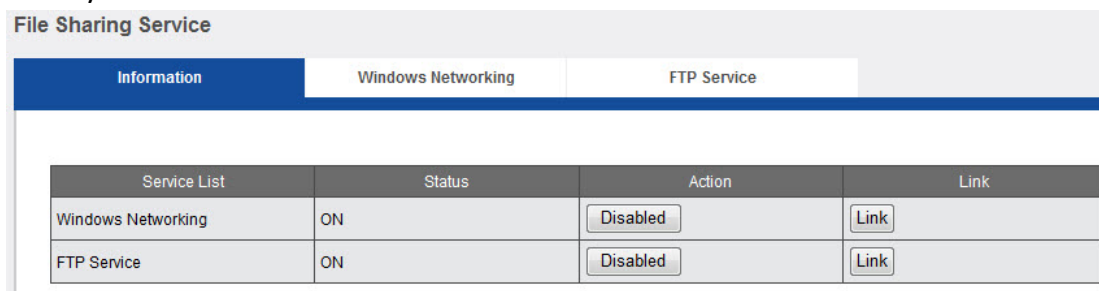 File Sharing Service
Information Windows Networking FTP Service
Service List Status Action Link
Windows Networking ON Disabled Link
FTP Service ON Disabled Link